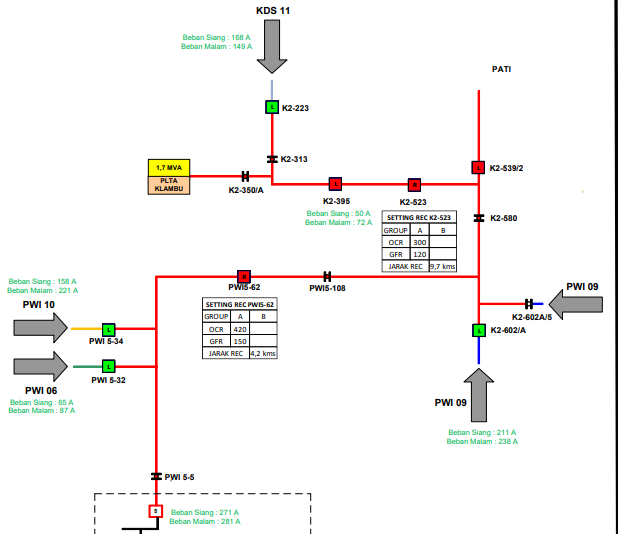 KDS 11
Beban Siang : 168 A
Beban Malam : 149 A
PATI
L
K2-223
K2-313
1,7 MVA
PLTA
KLAMBU
K2-350/A
L
K2-539/2
K2-395
R
K2-523
Beban Siang : 50 A
Beban Malam : 72 A
SETTING REC K2-523
GROUP A B
OCR 300
GFR 120
JARAK REC 9,7 kms
K2-580
PWI5-62
PWI5-108
SETTING REC PWI5-62
GROUP A B
OCR 420
GFR 150
JARAK REC 4,2 kms
PWI 09
K2-602A/5
L
K2-602/A
PWI 09
Beban Siang : 211 A
Beban Malam : 238 A
Beban Siang : 158 A
Beban Malam : 221 A
PWI 10
L
PWI 5-34
L
PWI 5-32
PWI 06
Beban Siang : 65 A
Beban Malam : 87 A
PWI 5-5
5
Beban Siang : 271 A
Beban Malam : 281 A